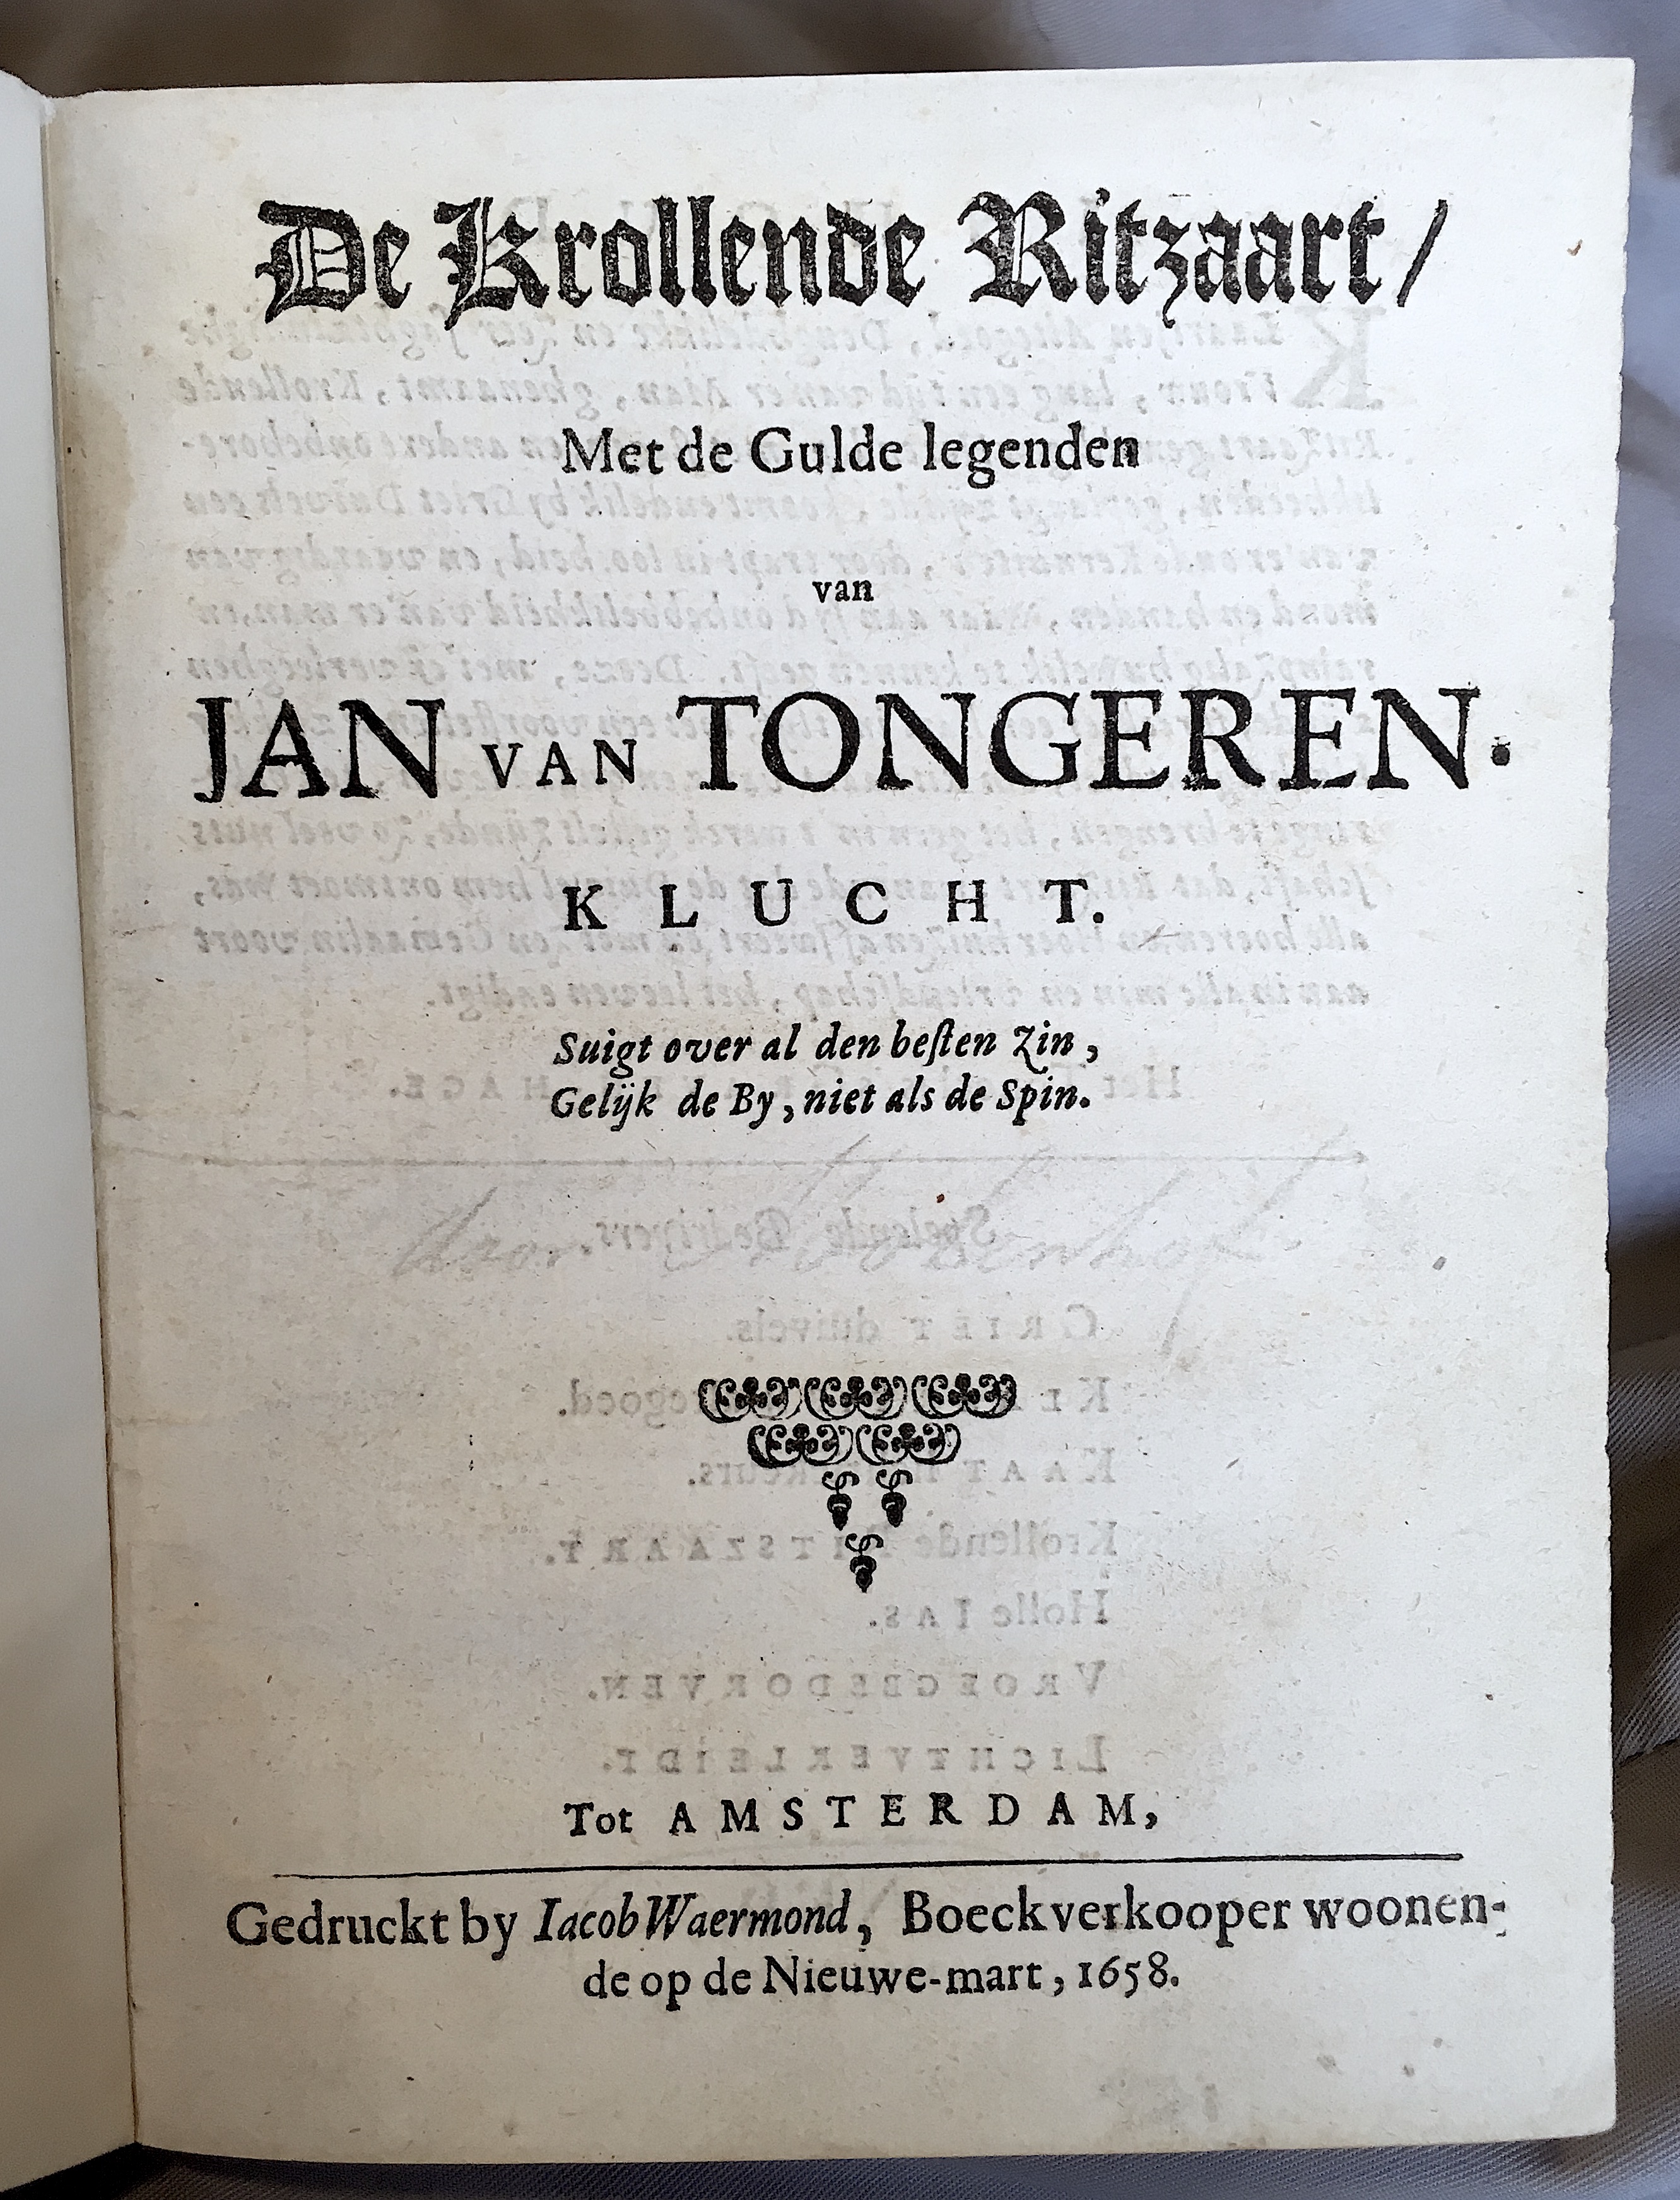 De Krollende Ritzaart /
Met de Gulde legenden
van
JAN VAN TONGEREN.
KLUCHT.
Suigt over al den beſten Zin,
Gelijk de By, niet als de Spin.
Tot AMSTERDAM,
Gedruckt by Iacob Waermond, Boeckverkooper woonen-
de op de Nieuwe-mart, 1658.